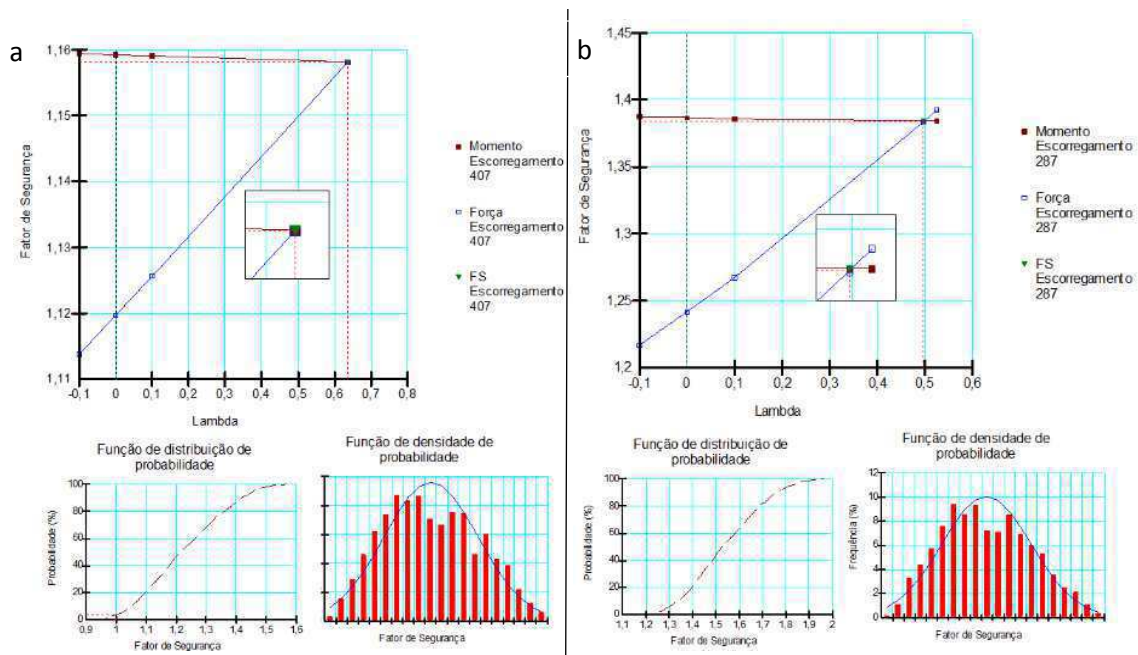 a
1,16
1,15
1,14
1,13
1,12
1,11
Fator de Segurança
-0,1 0 0,1 0,2 0,3 0,4 0,5 0,6 0,7 0,8
Lambda
Momento
Escorregamento
407
Força
Escorregamento
407
FS
Escorregamento
407
Função de distribuição de
probabilidade
Probabilidade (%)
100
80
60
40
20
0
0,9 1 1,1 1,2 1,3 1,4 1,5 1,6
Fator de Segurança
Função de densidade de
probabilidade
Fator de Segurança
b
1,45
1,4
1,35
1,3
1,25
1,2
Fator de Segurança
-0,1 0 0,1 0,2 0,3 0,4 0,5 0,6
Lambda
Momento
Escorregamento
287
Força
Escorregamento
287
FS
Escorregamento
287
Função de distribuição de
probabilidade
Probabilidade (%)
100
80
60
40
20
0
1,1 1,2 1,3 1,4 1,5 1,6 1,7 1,8 1,9 2
Fator de Segurança
Função de densidade de
probabilidade
Frequência (%)
12
10
8
6
4
2
0
Fator de Segurança